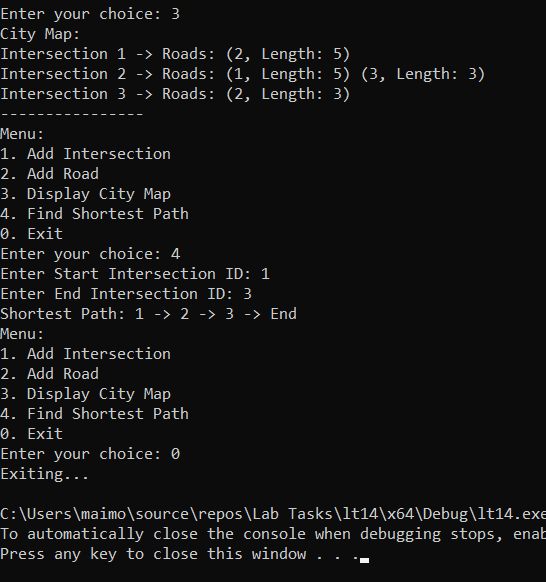 Enter your choice: 3
City Map:
Intersection 1 -> Roads: (2, Length: 5)
Intersection 2 -> Roads: (1, Length: 5) (3, Length: 3)
Intersection 3 -> Roads: (2, Length: 3)
----------------
Menu:
1. Add Intersection
2. Add Road
3. Display City Map
4. Find Shortest Path
0. Exit
Enter your choice: 4
Enter Start Intersection ID: 1
Enter End Intersection ID: 3
Shortest Path: 1 -> 2 -> 3 -> End
Menu:
1. Add Intersection
2. Add Road
3. Display City Map
4. Find Shortest Path
0. Exit
Enter your choice: 0
Exiting...
C:\Users\maimo\source\repos\Lab Tasks\lt14\x64\Debug\lt14.exe
To automatically close the console when debugging stops, enab
Press any key to close this window . . .